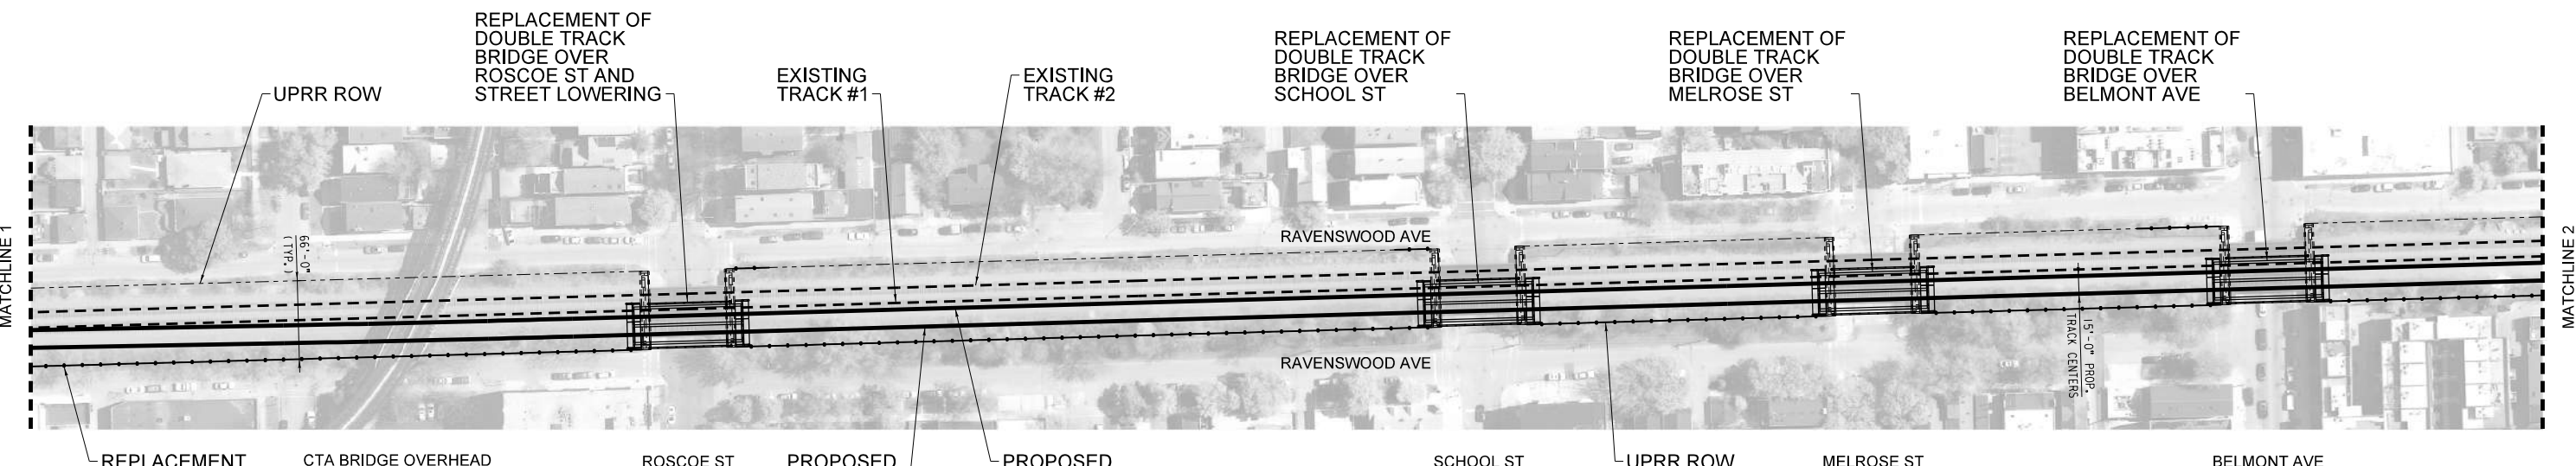 REPLACEMENT OF
DOUBLE TRACK
BRIDGE OVER
ROSCOE ST AND
STREET LOWERING
REPLACEMENT OF
DOUBLE TRACK
BRIDGE OVER
SCHOOL ST
REPLACEMENT OF
DOUBLE TRACK
BRIDGE OVER
MELROSE ST
REPLACEMENT OF
DOUBLE TRACK
BRIDGE OVER
BELMONT AVE
UPRR ROW
EXISTING
TRACK #1
EXISTING
TRACK #2
MATCHLINE 1
66'-0"
(TYP.)
RAVENSWOOD AVE
RAVENSWOOD AVE
15'-0" PROP.
TRACK CENTERS
MATCHLINE 2
REPLACEMENT
CTA BRIDGE OVERHEAD
ROSCOE ST
PROPOSED
PROPOSED
SCHOOL ST
UPRR ROW
MELROSE ST
BELMONT AVE